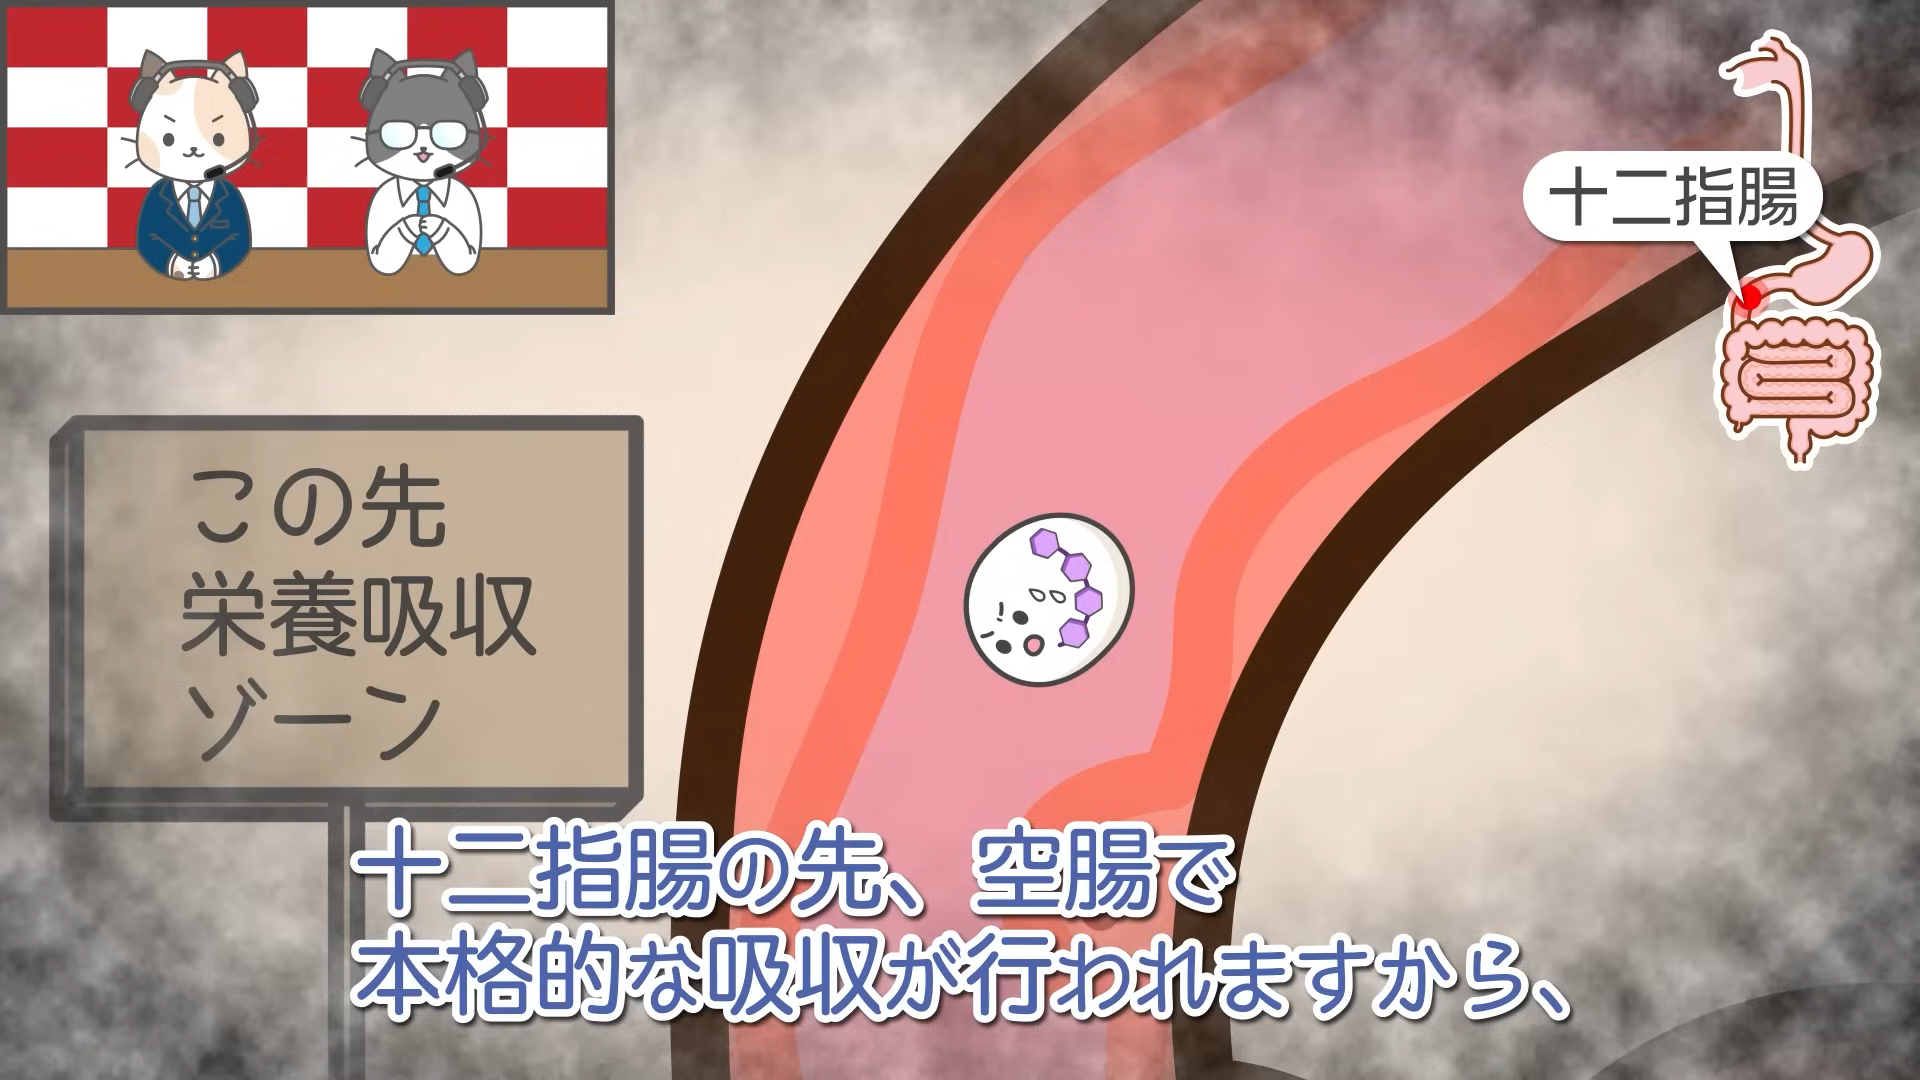 十二指腸
この先
栄養吸収
ゾーン
十二指腸の先、空腸で
本格的な吸収が行われますから、